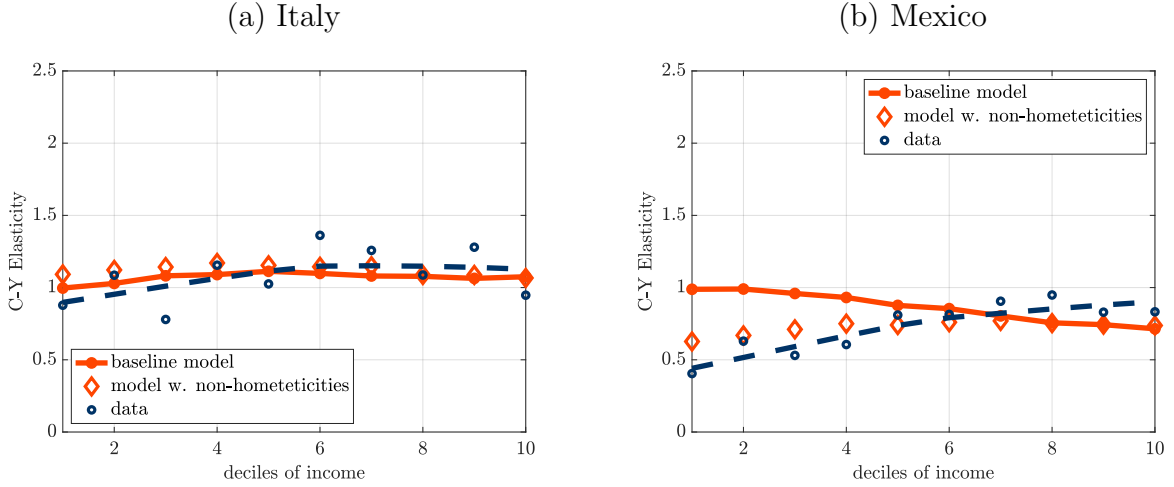 (a) Italy
2.5
2
1.5
1
0.5
0
2
4
6
8
10
C-Y Elasticity
deciles of income
baseline model
model w. non-hometeticities
data
(b) Mexico
2.5
2
1.5
1
0.5
0
2
4
6
8
10
C-Y Elasticity
deciles of income
baseline model
model w. non-hometeticities
data